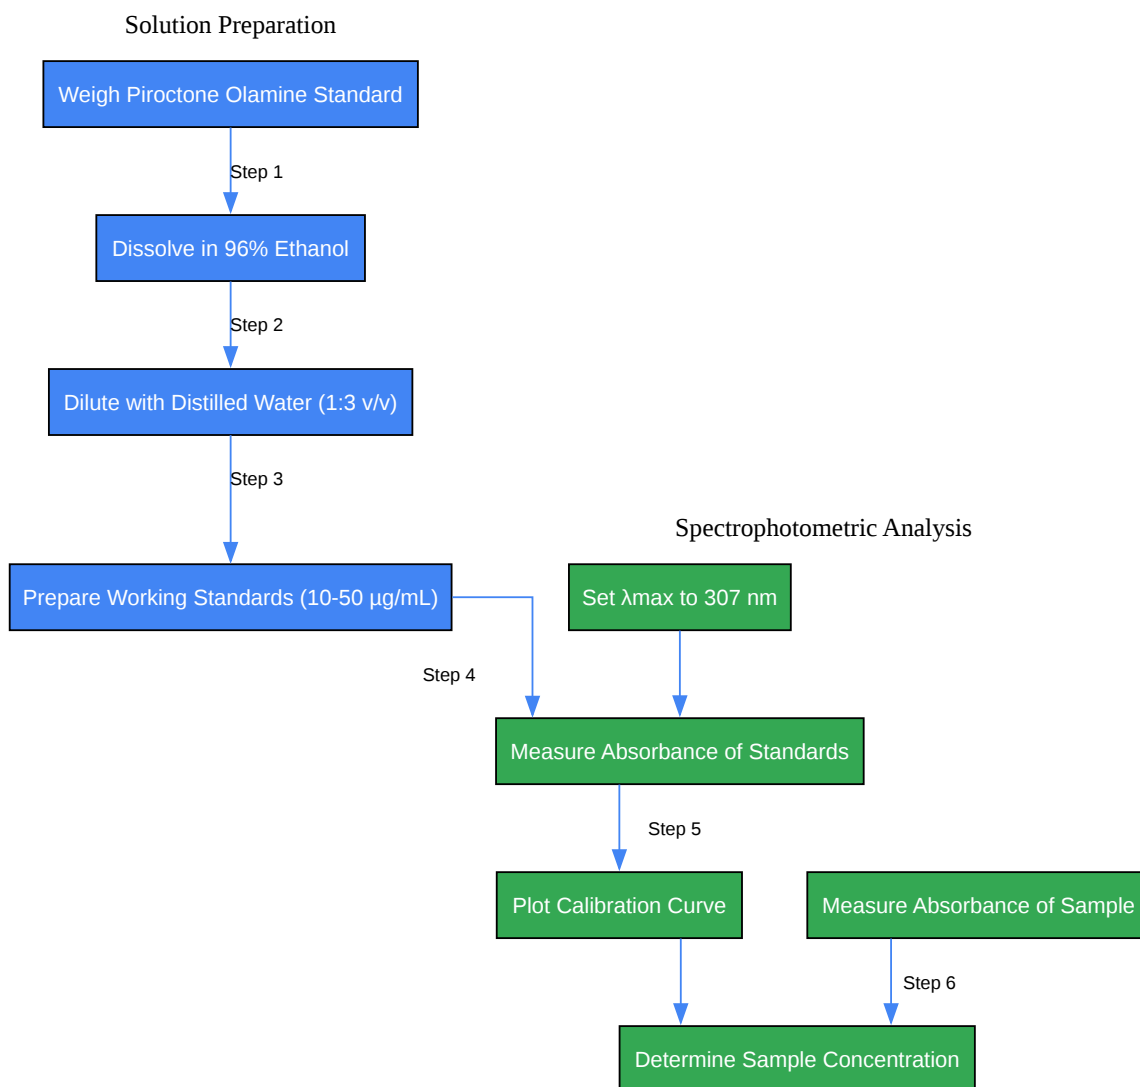 Solution Preparation
Weigh Piroctone Olamine Standard
Step 1
Dissolve in 96% Ethanol
Step 2
Dilute with Distilled Water (1:3 v/v)
Step 3
Prepare Working Standards (10-50 µg/mL)
Spectrophotometric Analysis
Set λmax to 307 nm
Step 4
Measure Absorbance of Standards
Step 5
Plot Calibration Curve
Measure Absorbance of Sample
Step 6
Determine Sample Concentration